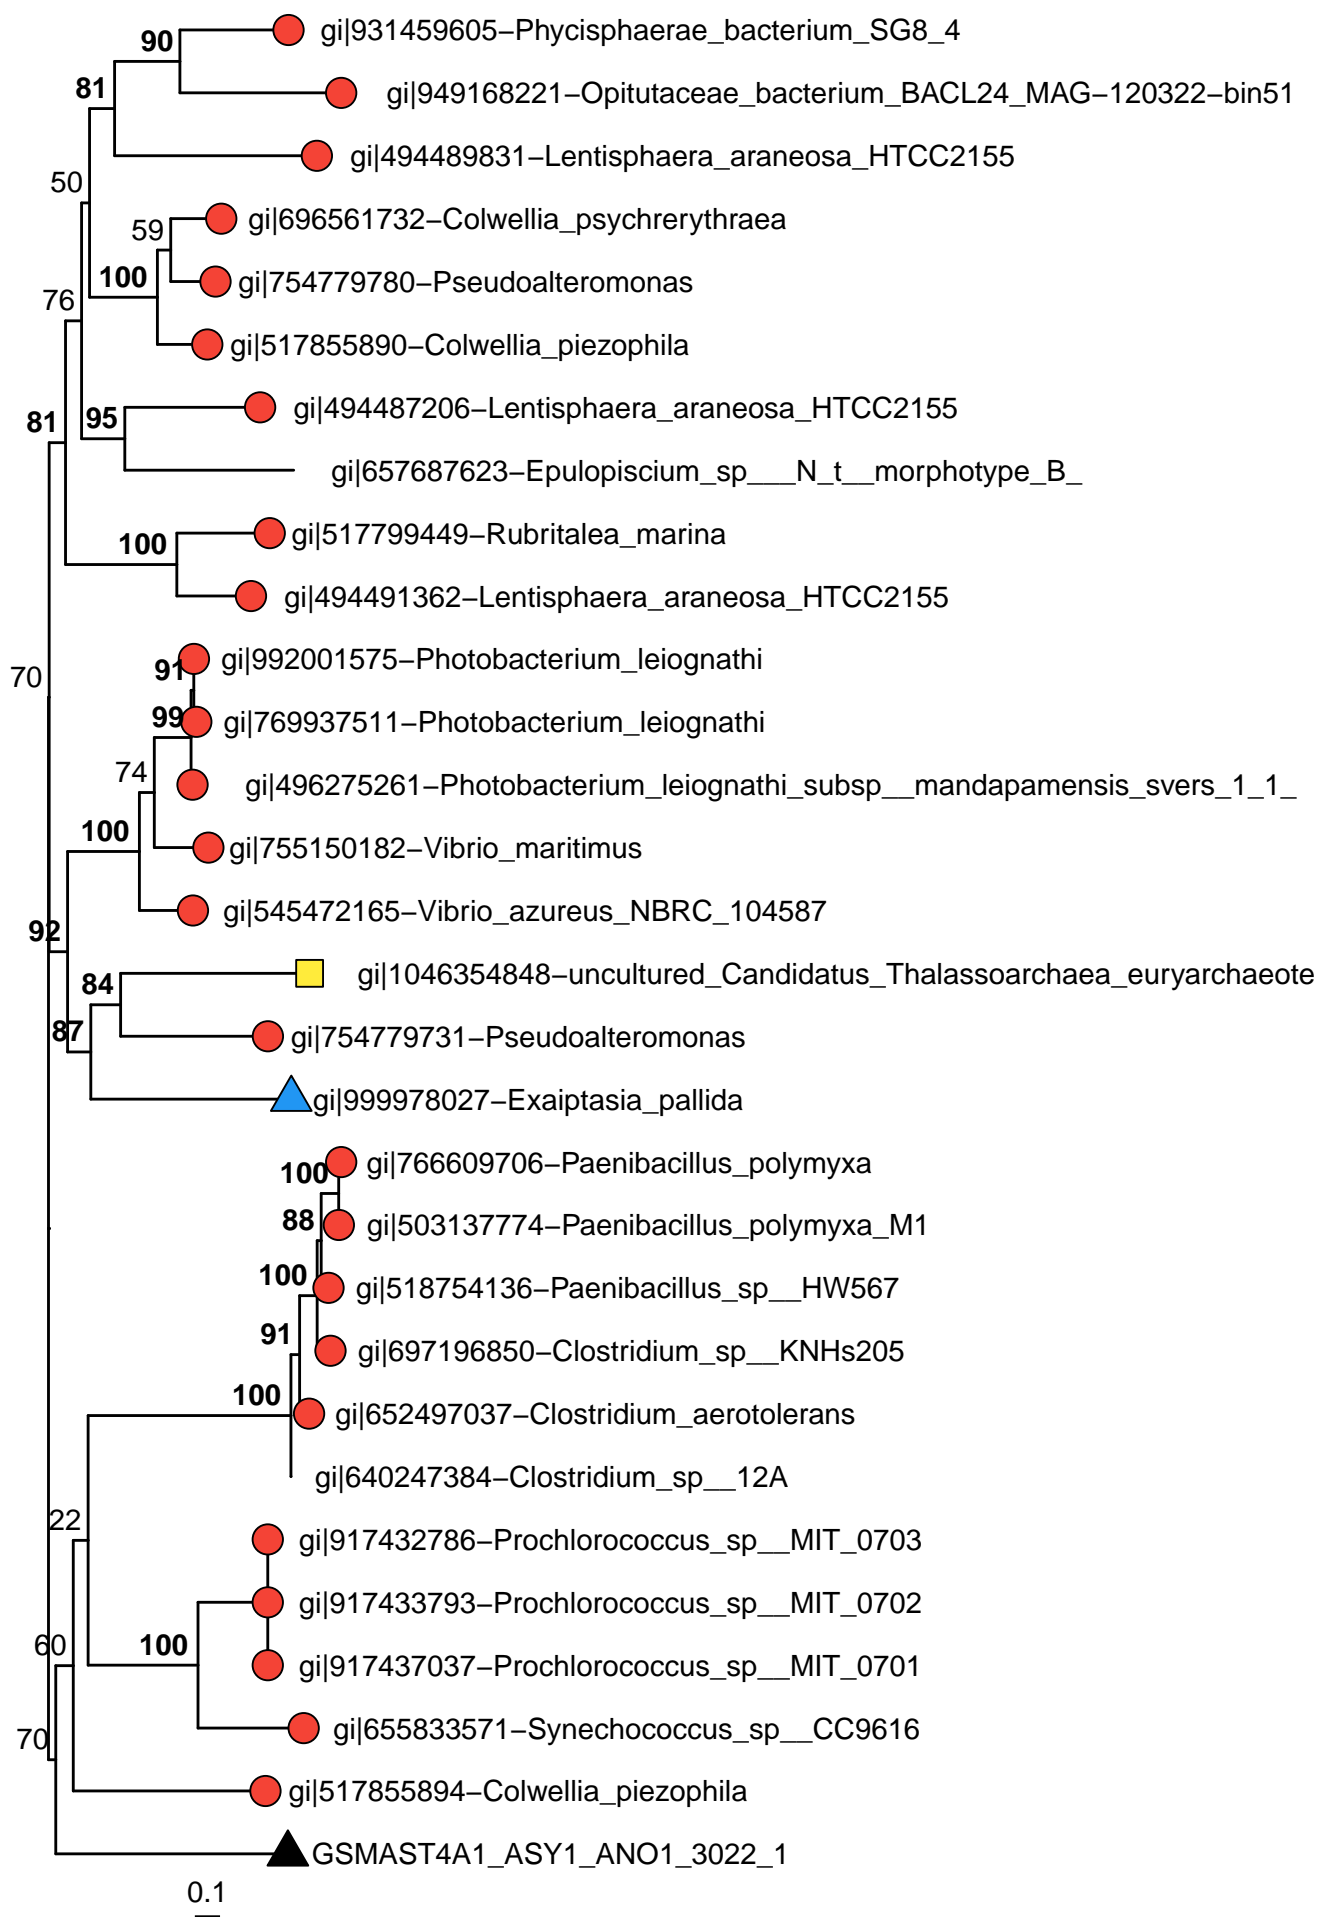 90
gi|931459605−Phycisphaerae_bacterium_SG8_4
81
gi|949168221−Opitutaceae_bacterium_BACL24_MAG−120322−bin51
gi|494489831−Lentisphaera_araneosa_HTCC2155
50
59
gi|696561732−Colwellia_psychrerythraea
100
gi|754779780−Pseudoalteromonas
76
gi|517855890−Colwellia_piezophila
81
95
gi|494487206−Lentisphaera_araneosa_HTCC2155
gi|657687623−Epulopiscium_sp___N_t__morphotype_B_
100
gi|517799449−Rubritalea_marina
gi|494491362−Lentisphaera_araneosa_HTCC2155
70
91
gi|992001575−Photobacterium_leiognathi
99
gi|769937511−Photobacterium_leiognathi
74
gi|496275261−Photobacterium_leiognathi_subsp__mandapamensis_svers_1_1_
100
gi|755150182−Vibrio_maritimus
92
gi|545472165−Vibrio_azureus_NBRC_104587
84
gi|1046354848−uncultured_Candidatus_Thalassoarchaea_euryarchaeote
87
gi|754779731−Pseudoalteromonas
gi|999978027−Exaiptasia_pallida
100
gi|766609706−Paenibacillus_polymyxa
88
gi|503137774−Paenibacillus_polymyxa_M1
100
gi|518754136−Paenibacillus_sp__HW567
91
gi|697196850−Clostridium_sp__KNHs205
100
gi|652497037−Clostridium_aerotolerans
gi|640247384−Clostridium_sp__12A
22
gi|917432786−Prochlorococcus_sp__MIT_0703
gi|917433793−Prochlorococcus_sp__MIT_0702
60
100
gi|917437037−Prochlorococcus_sp__MIT_0701
70
gi|655833571−Synechococcus_sp__CC9616
gi|517855894−Colwellia_piezophila
GSMAST4A1_ASY1_ANO1_3022_1
0.1